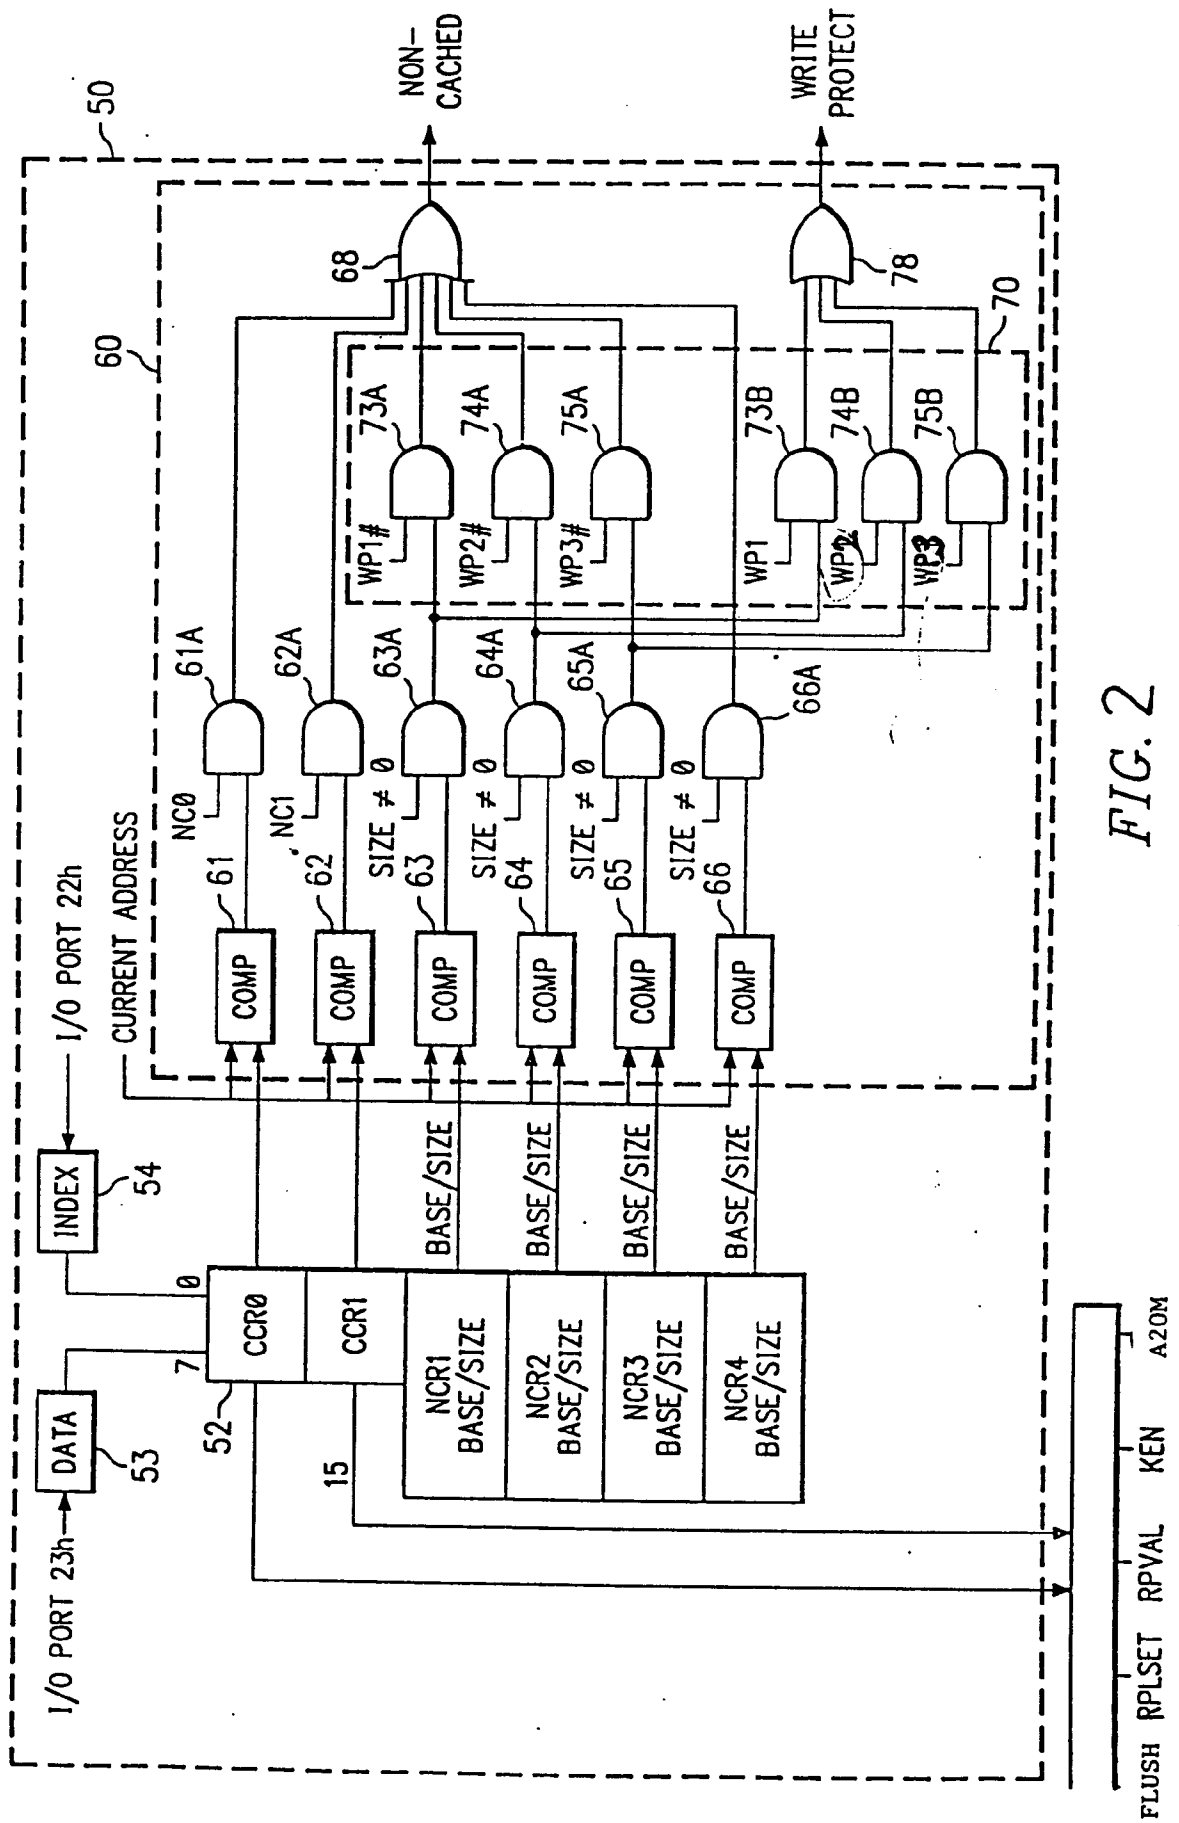 50
60
NON-
CACHED
WRITE
PROTECT
I/O PORT 23h
DATA
53
INDEX
54
I/O PORT 22h
CURRENT ADDRESS
7
0
52
CCR0
CCR1
15
NCR1
BASE/SIZE
NCR2
BASE/SIZE
NCR3
BASE/SIZE
NCR4
BASE/SIZE
BASE/SIZE
BASE/SIZE
BASE/SIZE
BASE/SIZE
COMP
61
COMP
62
COMP
63
COMP
64
COMP
65
COMP
66
NC0
61A
NC1
62A
SIZE ≠ 0
63A
SIZE ≠ 0
64A
SIZE ≠ 0
65A
SIZE ≠ 0
66A
WP1#
73A
WP2#
74A
WP3#
75A
WP1
73B
WP2
74B
WP3
75B
68
78
70
FLUSH
RPLSET
RPVAL
KEN
A20M
FIG. 2